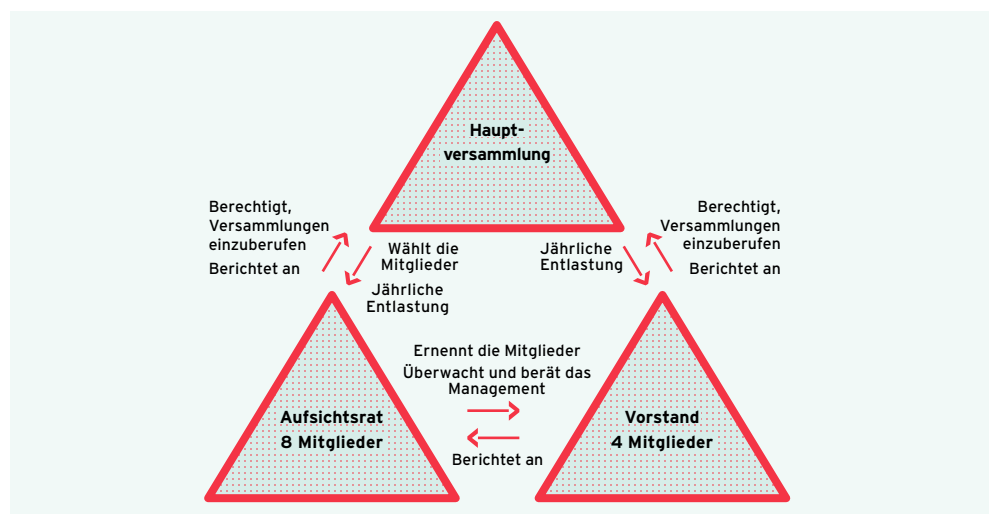 Haupt-
versammlung
Berechtigt,
Versammlungen
einzuberufen
Berichtet an
Wählt die
Mitglieder
Jährliche
Entlastung
Jährliche
Entlastung
Berechtigt,
Versammlungen
einzuberufen
Berichtet an
Ernennt die Mitglieder
Überwacht und berät das
Management
Aufsichtsrat
8 Mitglieder
Vorstand
4 Mitglieder
Berichtet an